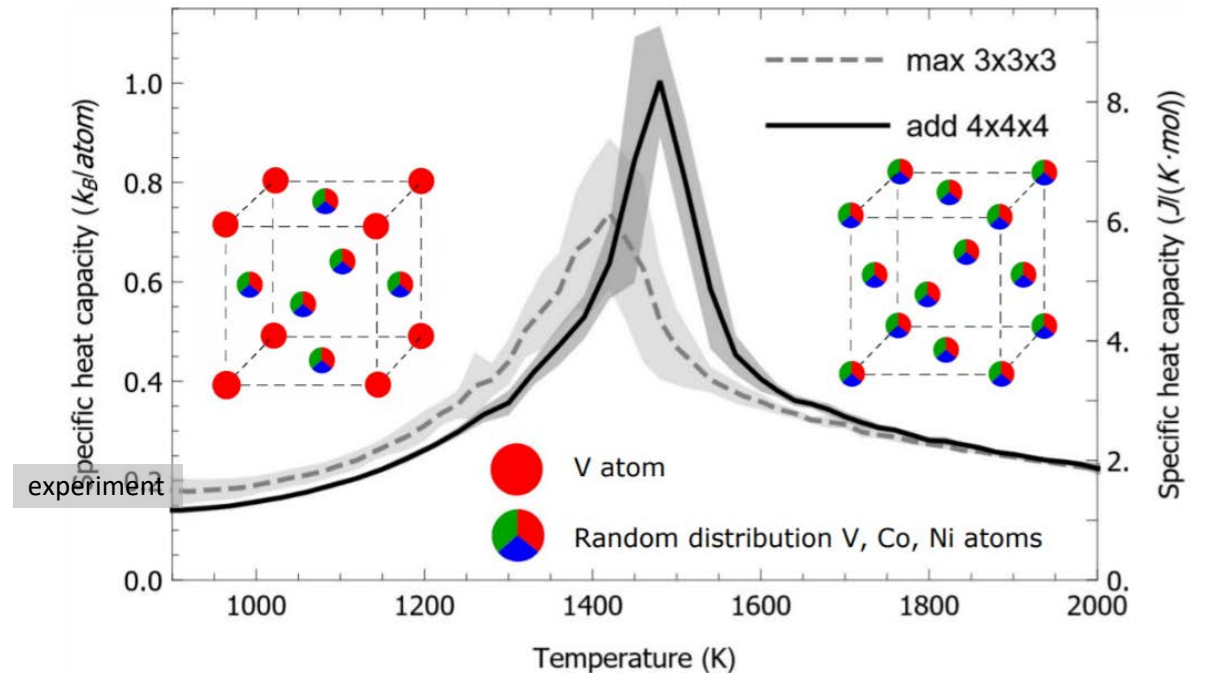 max 3x3x3
add 4x4x4
Specific heat capacity (k_B/atom)
1.0
0.8
0.6
0.4
0.2
0.0
experiment
V atom
Random distribution V, Co, Ni atoms
8.
6.
4.
2.
0.
Specific heat capacity (J/(K·mol))
1000 1200 1400 1600 1800 2000
Temperature (K)